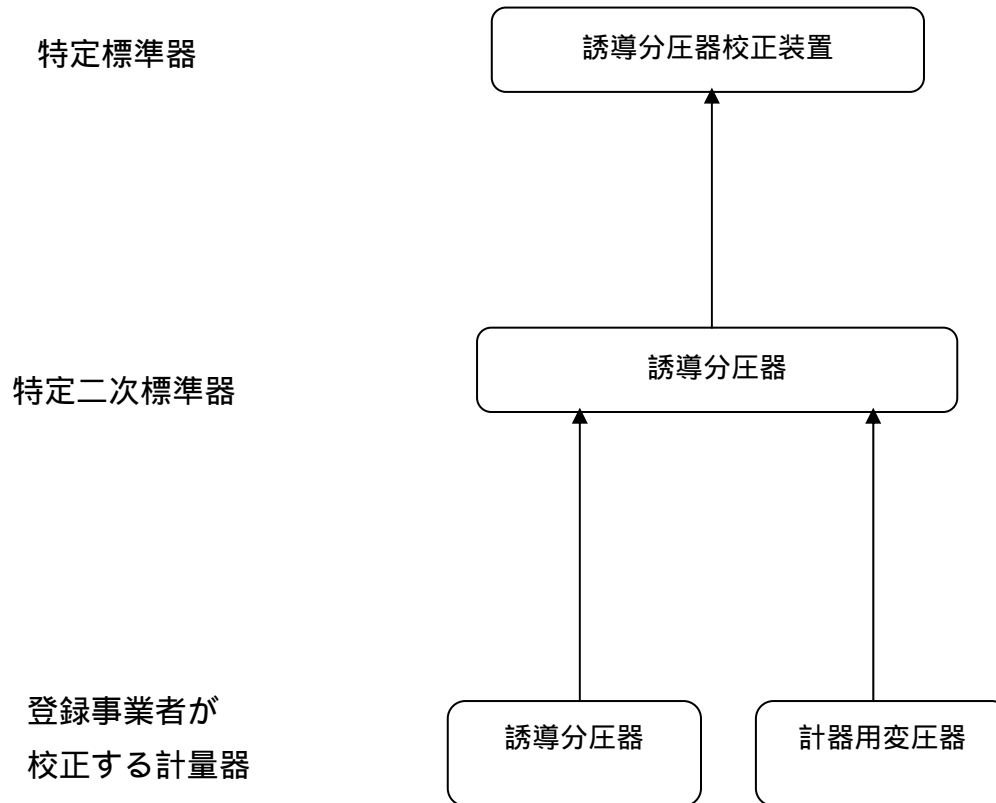 特定標準器
誘導分圧器校正装置
特定二次標準器
誘導分圧器
登録事業者が
校正する計量器
誘導分圧器
計器用変圧器